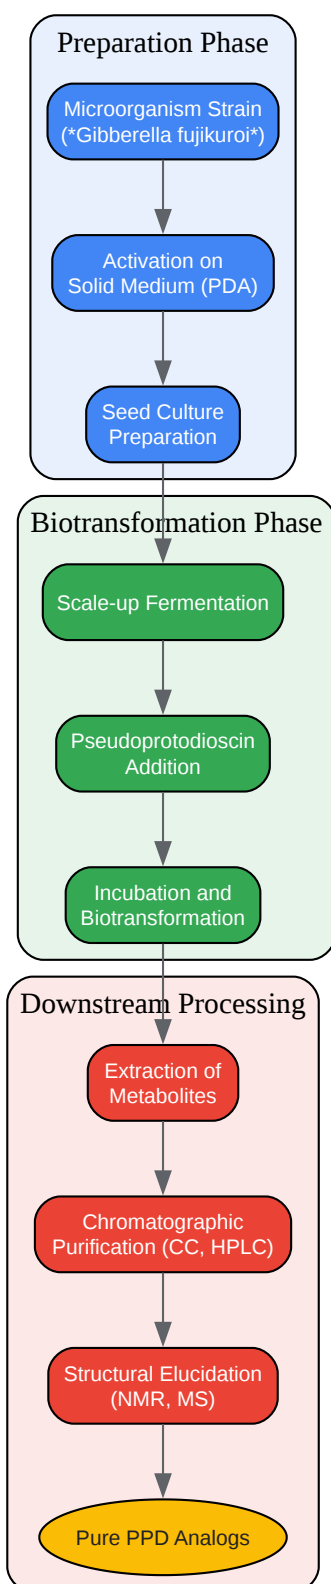 Preparation Phase
Microorganism Strain
(*Gibberella fujikuroi*)
Activation on
Solid Medium (PDA)
Seed Culture
Preparation
Biotransformation Phase
Scale-up Fermentation
Pseudoprotodioscin
Addition
Incubation and
Biotransformation
Downstream Processing
Extraction of
Metabolites
Chromatographic
Purification (CC, HPLC)
Structural Elucidation
(NMR, MS)
Pure PPD Analogs